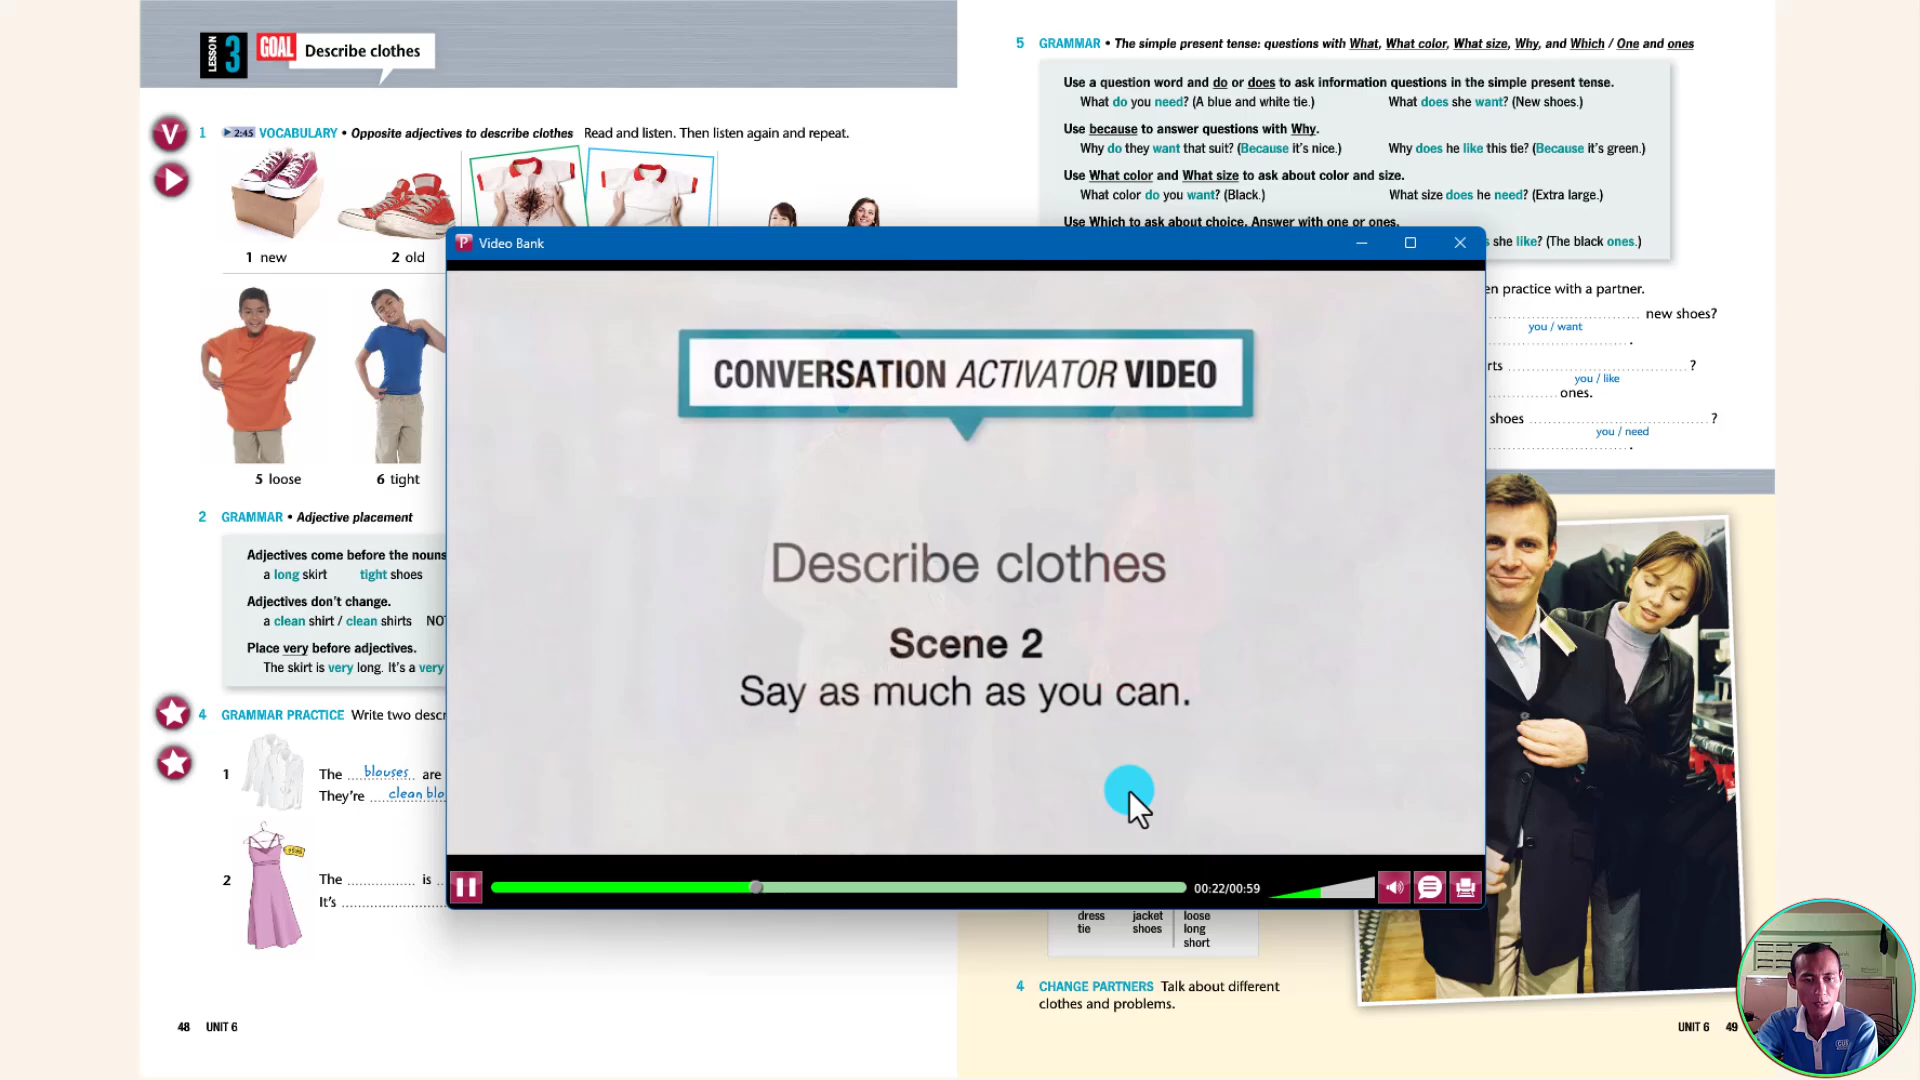 LESSON 3 GOAL Describe clothes
V
1 2:45 VOCABULARY • Opposite adjectives to describe clothes Read and listen. Then listen again and repeat.
1 new
2 old
5 loose
6 tight
2 GRAMMAR • Adjective placement
Adjectives come before the nouns
a long skirt tight shoes
Adjectives don't change.
a clean shirt / clean shirts
Place very before adjectives.
The skirt is very long. It's a very
4 GRAMMAR PRACTICE Write two descr
1 The blouses are
They're clean blo
2 The is
It's
48 UNIT 6
5 GRAMMAR • The simple present tense: questions with What, What color, What size, Why, and Which / One and ones
Use a question word and do or does to ask information questions in the simple present tense.
What do you need? (A blue and white tie.) What does she want? (New shoes.)
Use because to answer questions with Why.
Why do they want that suit? (Because it's nice.) Why does he like this tie? (Because it's green.)
Use What color and What size to ask about color and size.
What color do you want? (Black.) What size does he need? (Extra large.)
Use Which to ask about choice. Answer with one or ones.
she like? (The black ones.)
en practice with a partner.
new shoes?
you / want
.
rts ?
you / like
ones.
shoes ?
you / need
.
P Video Bank
CONVERSATION ACTIVATOR VIDEO
Describe clothes
Scene 2
Say as much as you can.
00:22/00:59
dress jacket loose
tie shoes long
short
4 CHANGE PARTNERS Talk about different
clothes and problems.
UNIT 6 49